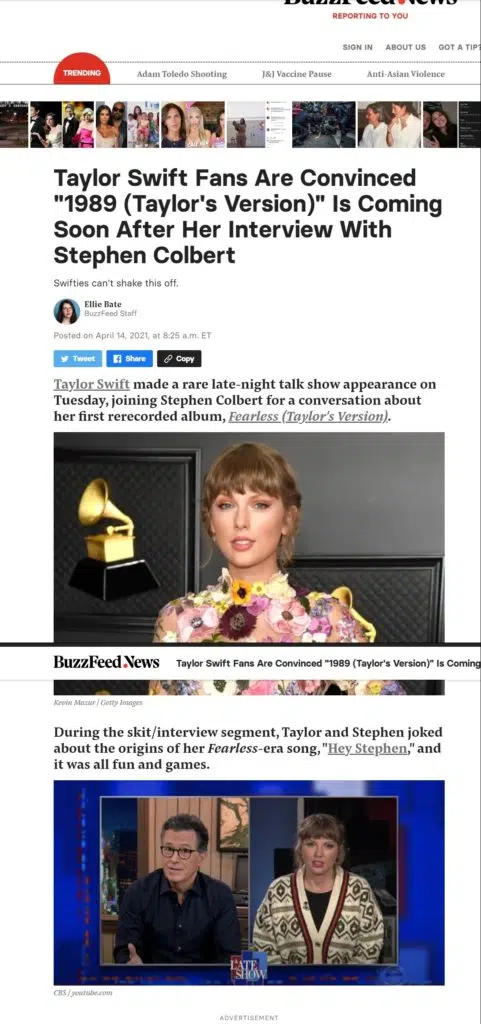 BuzzFeed News
REPORTING TO YOU
SIGN IN ABOUT US GOT A TIP?
TRENDING Adam Toledo Shooting J&J Vaccine Pause Anti-Asian Violence
Taylor Swift Fans Are Convinced
"1989 (Taylor's Version)" Is Coming
Soon After Her Interview With
Stephen Colbert
Swifties can't shake this off.
Ellie Bate
BuzzFeed Staff
Posted on April 14, 2021, at 8:25 a.m. ET
Tweet Share Copy
Taylor Swift made a rare late-night talk show appearance on
Tuesday, joining Stephen Colbert for a conversation about
her first rerecorded album, Fearless (Taylor's Version).
BuzzFeed News Taylor Swift Fans Are Convinced "1989 (Taylor's Version)" Is Coming
Kevin Mazur / Getty Images
During the skit/interview segment, Taylor and Stephen joked
about the origins of her Fearless-era song, "Hey Stephen," and
it was all fun and games.
LATE
SHOW
CBS / youtube.com
ADVERTISEMENT